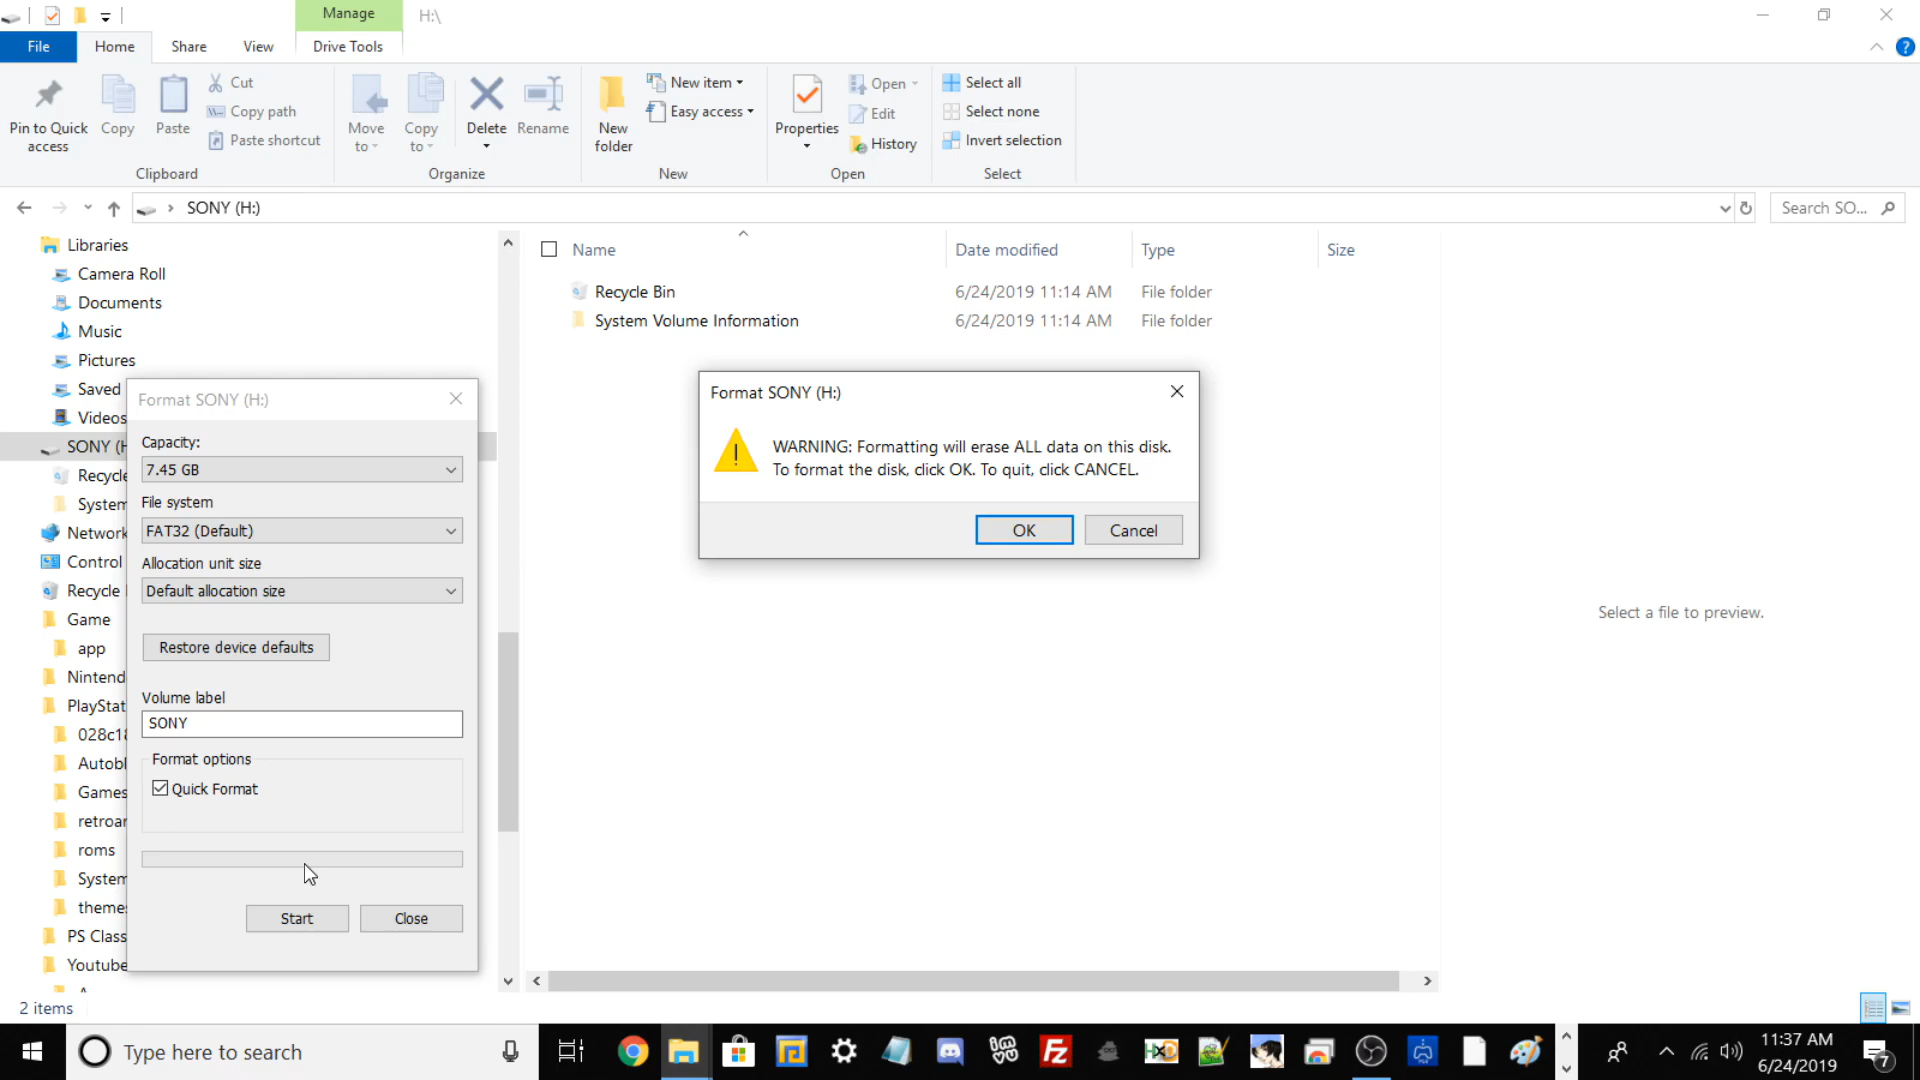 Manage
H:\
File
Home
Share
View
Drive Tools
Pin to Quick
access
Copy
Paste
Cut
Copy path
Paste shortcut
Clipboard
Move
to
Copy
to
Delete
Rename
Organize
New
folder
New item
Easy access
New
Properties
Open
Edit
History
Open
Select all
Select none
Invert selection
Select
SONY (H:)
Search SO...
Libraries
Camera Roll
Documents
Music
Pictures
Saved
Videos
SONY (H
Recycle
System
Network
Control
Recycle
Game
app
Nintend
PlayStat
028c18
Autobl
Games
retroar
roms
System
themes
PS Class
Youtube
2 items
Name
Date modified
Type
Size
Recycle Bin
6/24/2019 11:14 AM
File folder
System Volume Information
6/24/2019 11:14 AM
File folder
Select a file to preview.
Format SONY (H:)
Capacity:
7.45 GB
File system
FAT32 (Default)
Allocation unit size
Default allocation size
Restore device defaults
Volume label
SONY
Format options
Quick Format
Start
Close
Format SONY (H:)
WARNING: Formatting will erase ALL data on this disk.
To format the disk, click OK. To quit, click CANCEL.
OK
Cancel
Type here to search
FZ
HXD
11:37 AM
6/24/2019
7